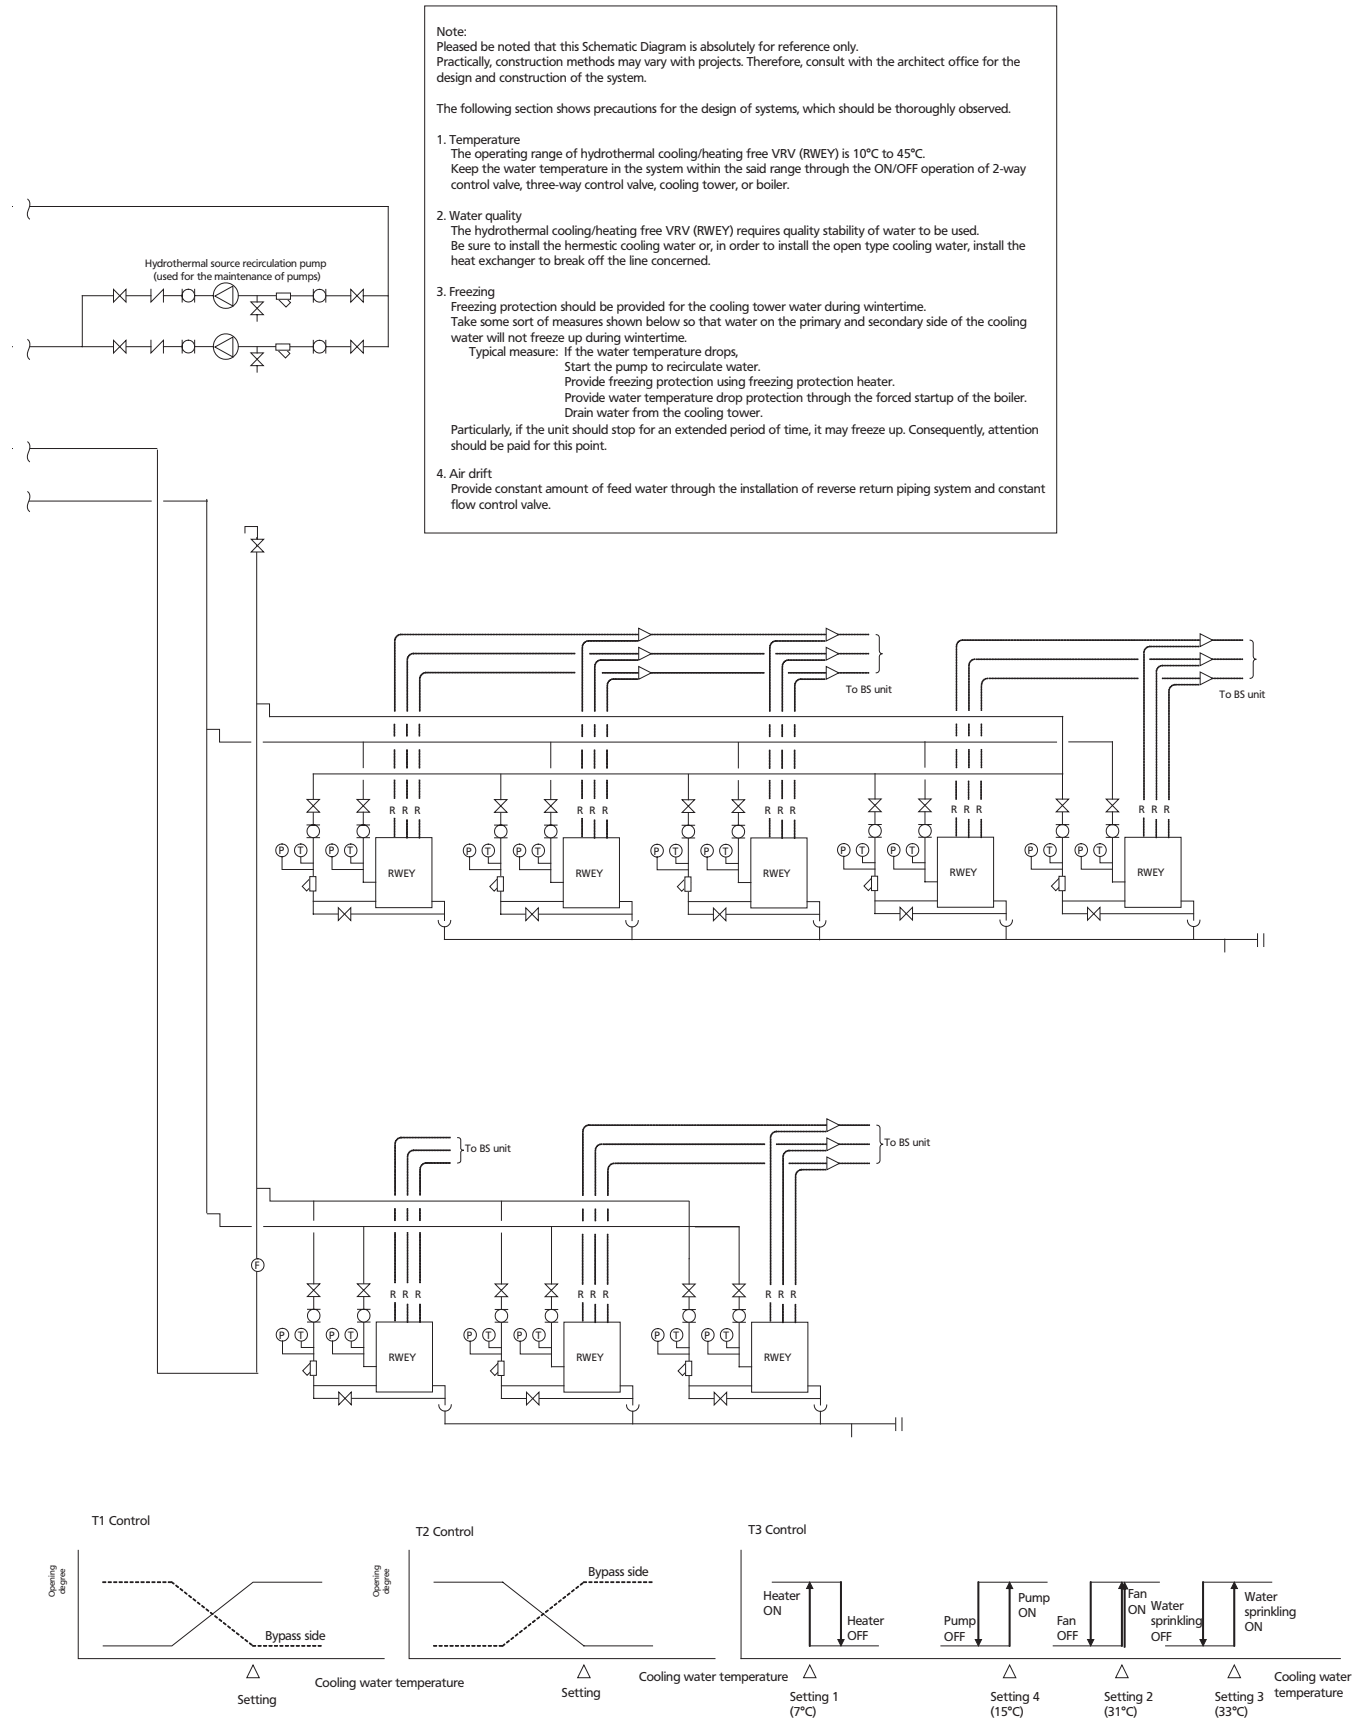 Note:
Pleased be noted that this Schematic Diagram is absolutely for reference only.
Practically, construction methods may vary with projects. Therefore, consult with the architect office for the
design and construction of the system.
The following section shows precautions for the design of systems, which should be thoroughly observed.
1. Temperature
The operating range of hydrothermal cooling/heating free VRV (RWEY) is 10°C to 45°C.
Keep the water temperature in the system within the said range through the ON/OFF operation of 2-way
control valve, three-way control valve, cooling tower, or boiler.
2. Water quality
The hydrothermal cooling/heating free VRV (RWEY) requires quality stability of water to be used.
Be sure to install the hermestic cooling water or, in order to install the open type cooling water, install the
heat exchanger to break off the line concerned.
3. Freezing
Freezing protection should be provided for the cooling tower water during wintertime.
Take some sort of measures shown below so that water on the primary and secondary side of the cooling
water will not freeze up during wintertime.
Typical measure: If the water temperature drops,
Start the pump to recirculate water.
Provide freezing protection using freezing protection heater.
Provide water temperature drop protection through the forced startup of the boiler.
Drain water from the cooling tower.
Particularly, if the unit should stop for an extended period of time, it may freeze up. Consequently, attention
should be paid for this point.
4. Air drift
Provide constant amount of feed water through the installation of reverse return piping system and constant
flow control valve.
Hydrothermal source recirculation pump
(used for the maintenance of pumps)
To BS unit
To BS unit
R R R
R R R
R R R
R R R
R R R
P T P T
P T P T
P T P T
P T P T
P T P T
RWEY
RWEY
RWEY
RWEY
RWEY
To BS unit
To BS unit
F
R R R
R R R
R R R
P T P T
P T P T
P T P T
RWEY
RWEY
RWEY
T1 Control
Opening
degree
Bypass side
Cooling water temperature
Setting
T2 Control
Opening
degree
Bypass side
Cooling water temperature
Setting
T3 Control
Heater
ON
Heater
OFF
Pump
OFF
Pump
ON
Fan
OFF
Fan
ON
Water
sprinkling
OFF
Water
sprinkling
ON
Setting 1
(7°C)
Setting 4
(15°C)
Setting 2
(31°C)
Setting 3
(33°C)
Cooling water
temperature